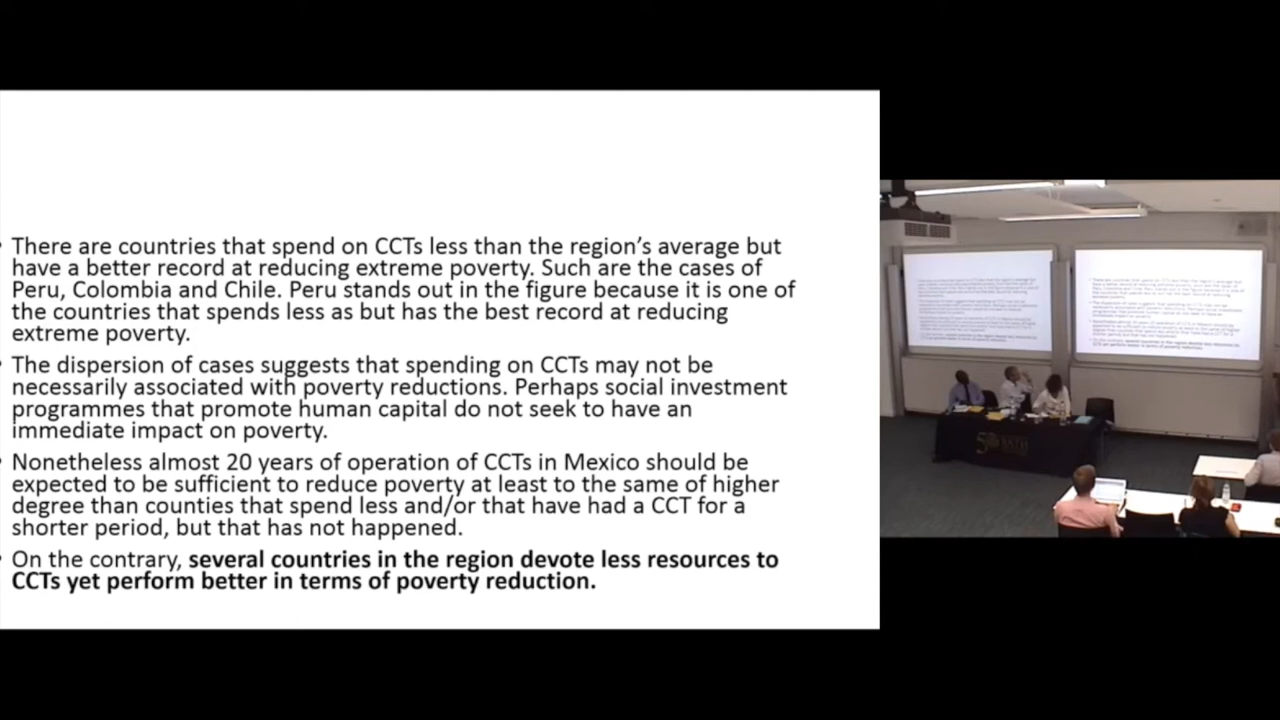 • There are countries that spend on CCTs less than the region's average but
have a better record at reducing extreme poverty. Such are the cases of
Peru, Colombia and Chile. Peru stands out in the figure because it is one of
the countries that spends less as but has the best record at reducing
extreme poverty.
• The dispersion of cases suggests that spending on CCTs may not be
necessarily associated with poverty reductions. Perhaps social investment
programmes that promote human capital do not seek to have an
immediate impact on poverty.
• Nonetheless almost 20 years of operation of CCTs in Mexico should be
expected to be sufficient to reduce poverty at least to the same of higher
degree than counties that spend less and/or that have had a CCT for a
shorter period, but that has not happened.
• On the contrary, several countries in the region devote less resources to
CCTs yet perform better in terms of poverty reduction.
BATH